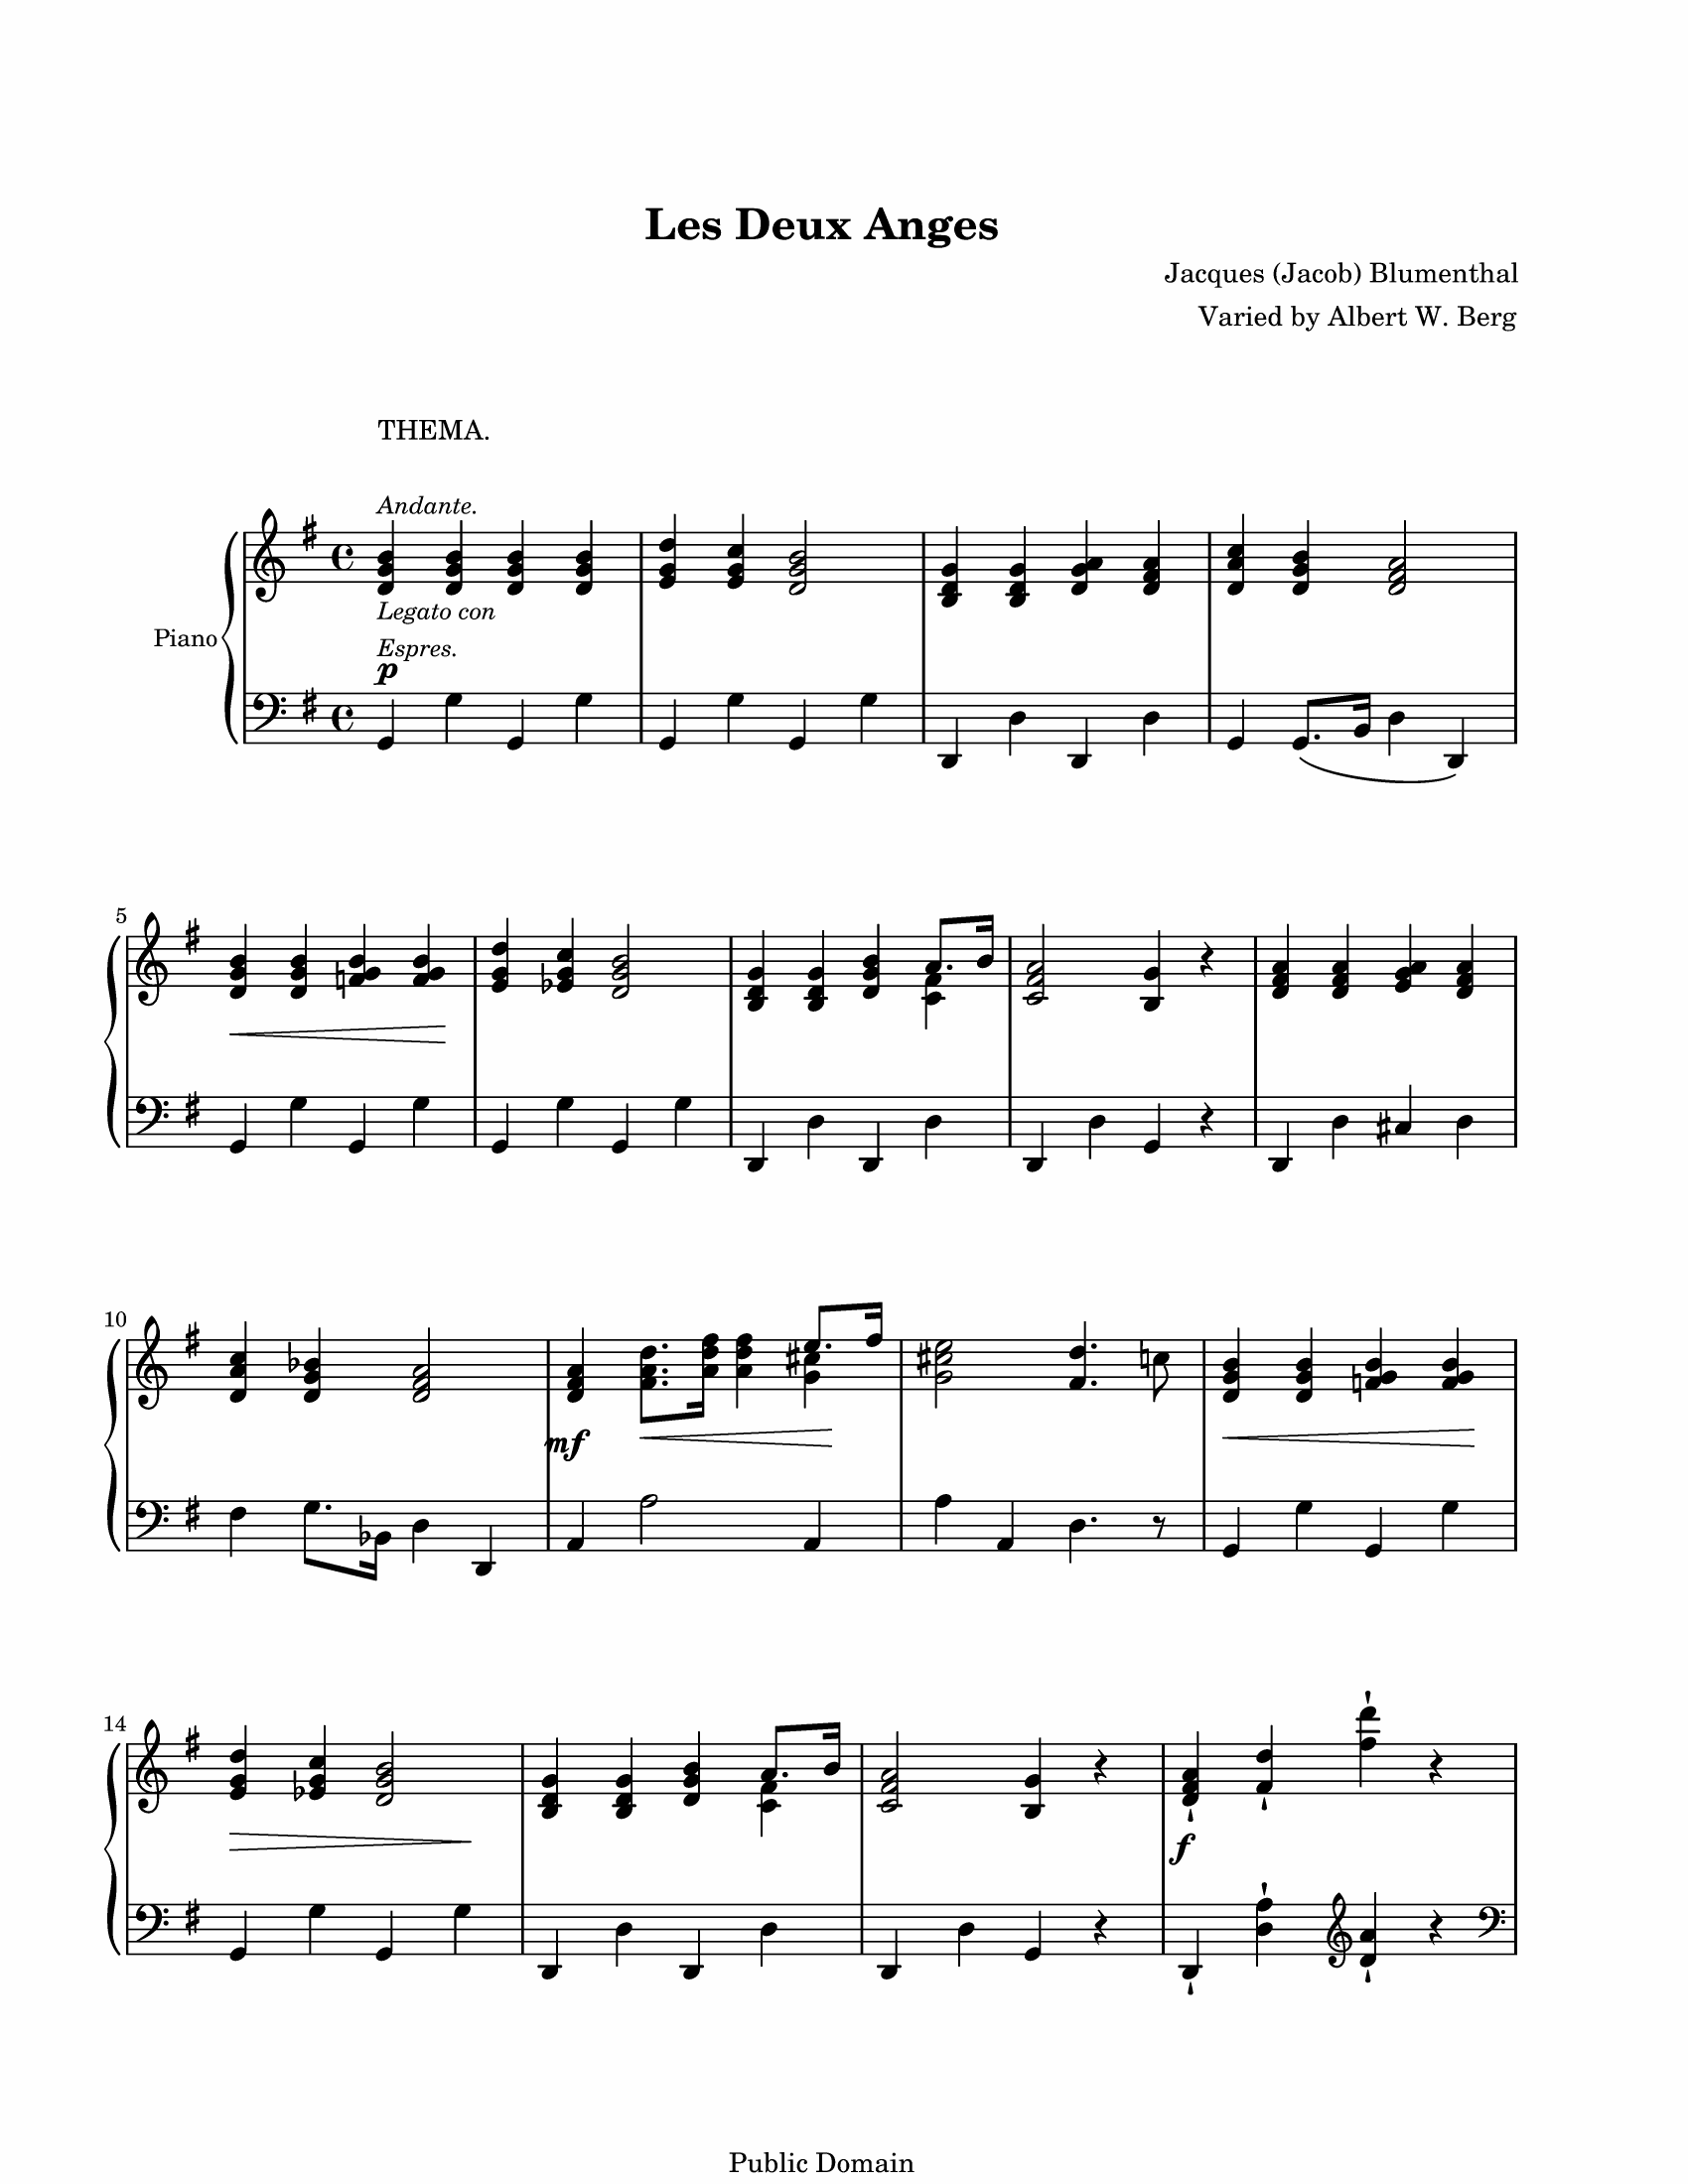 Les Deux Anges
Jacques (Jacob) Blumenthal
Varied by Albert W. Berg
THEMA.
Andante.
Legato con
Piano
Espres.
p
5
10
mf
14
f
Public Domain